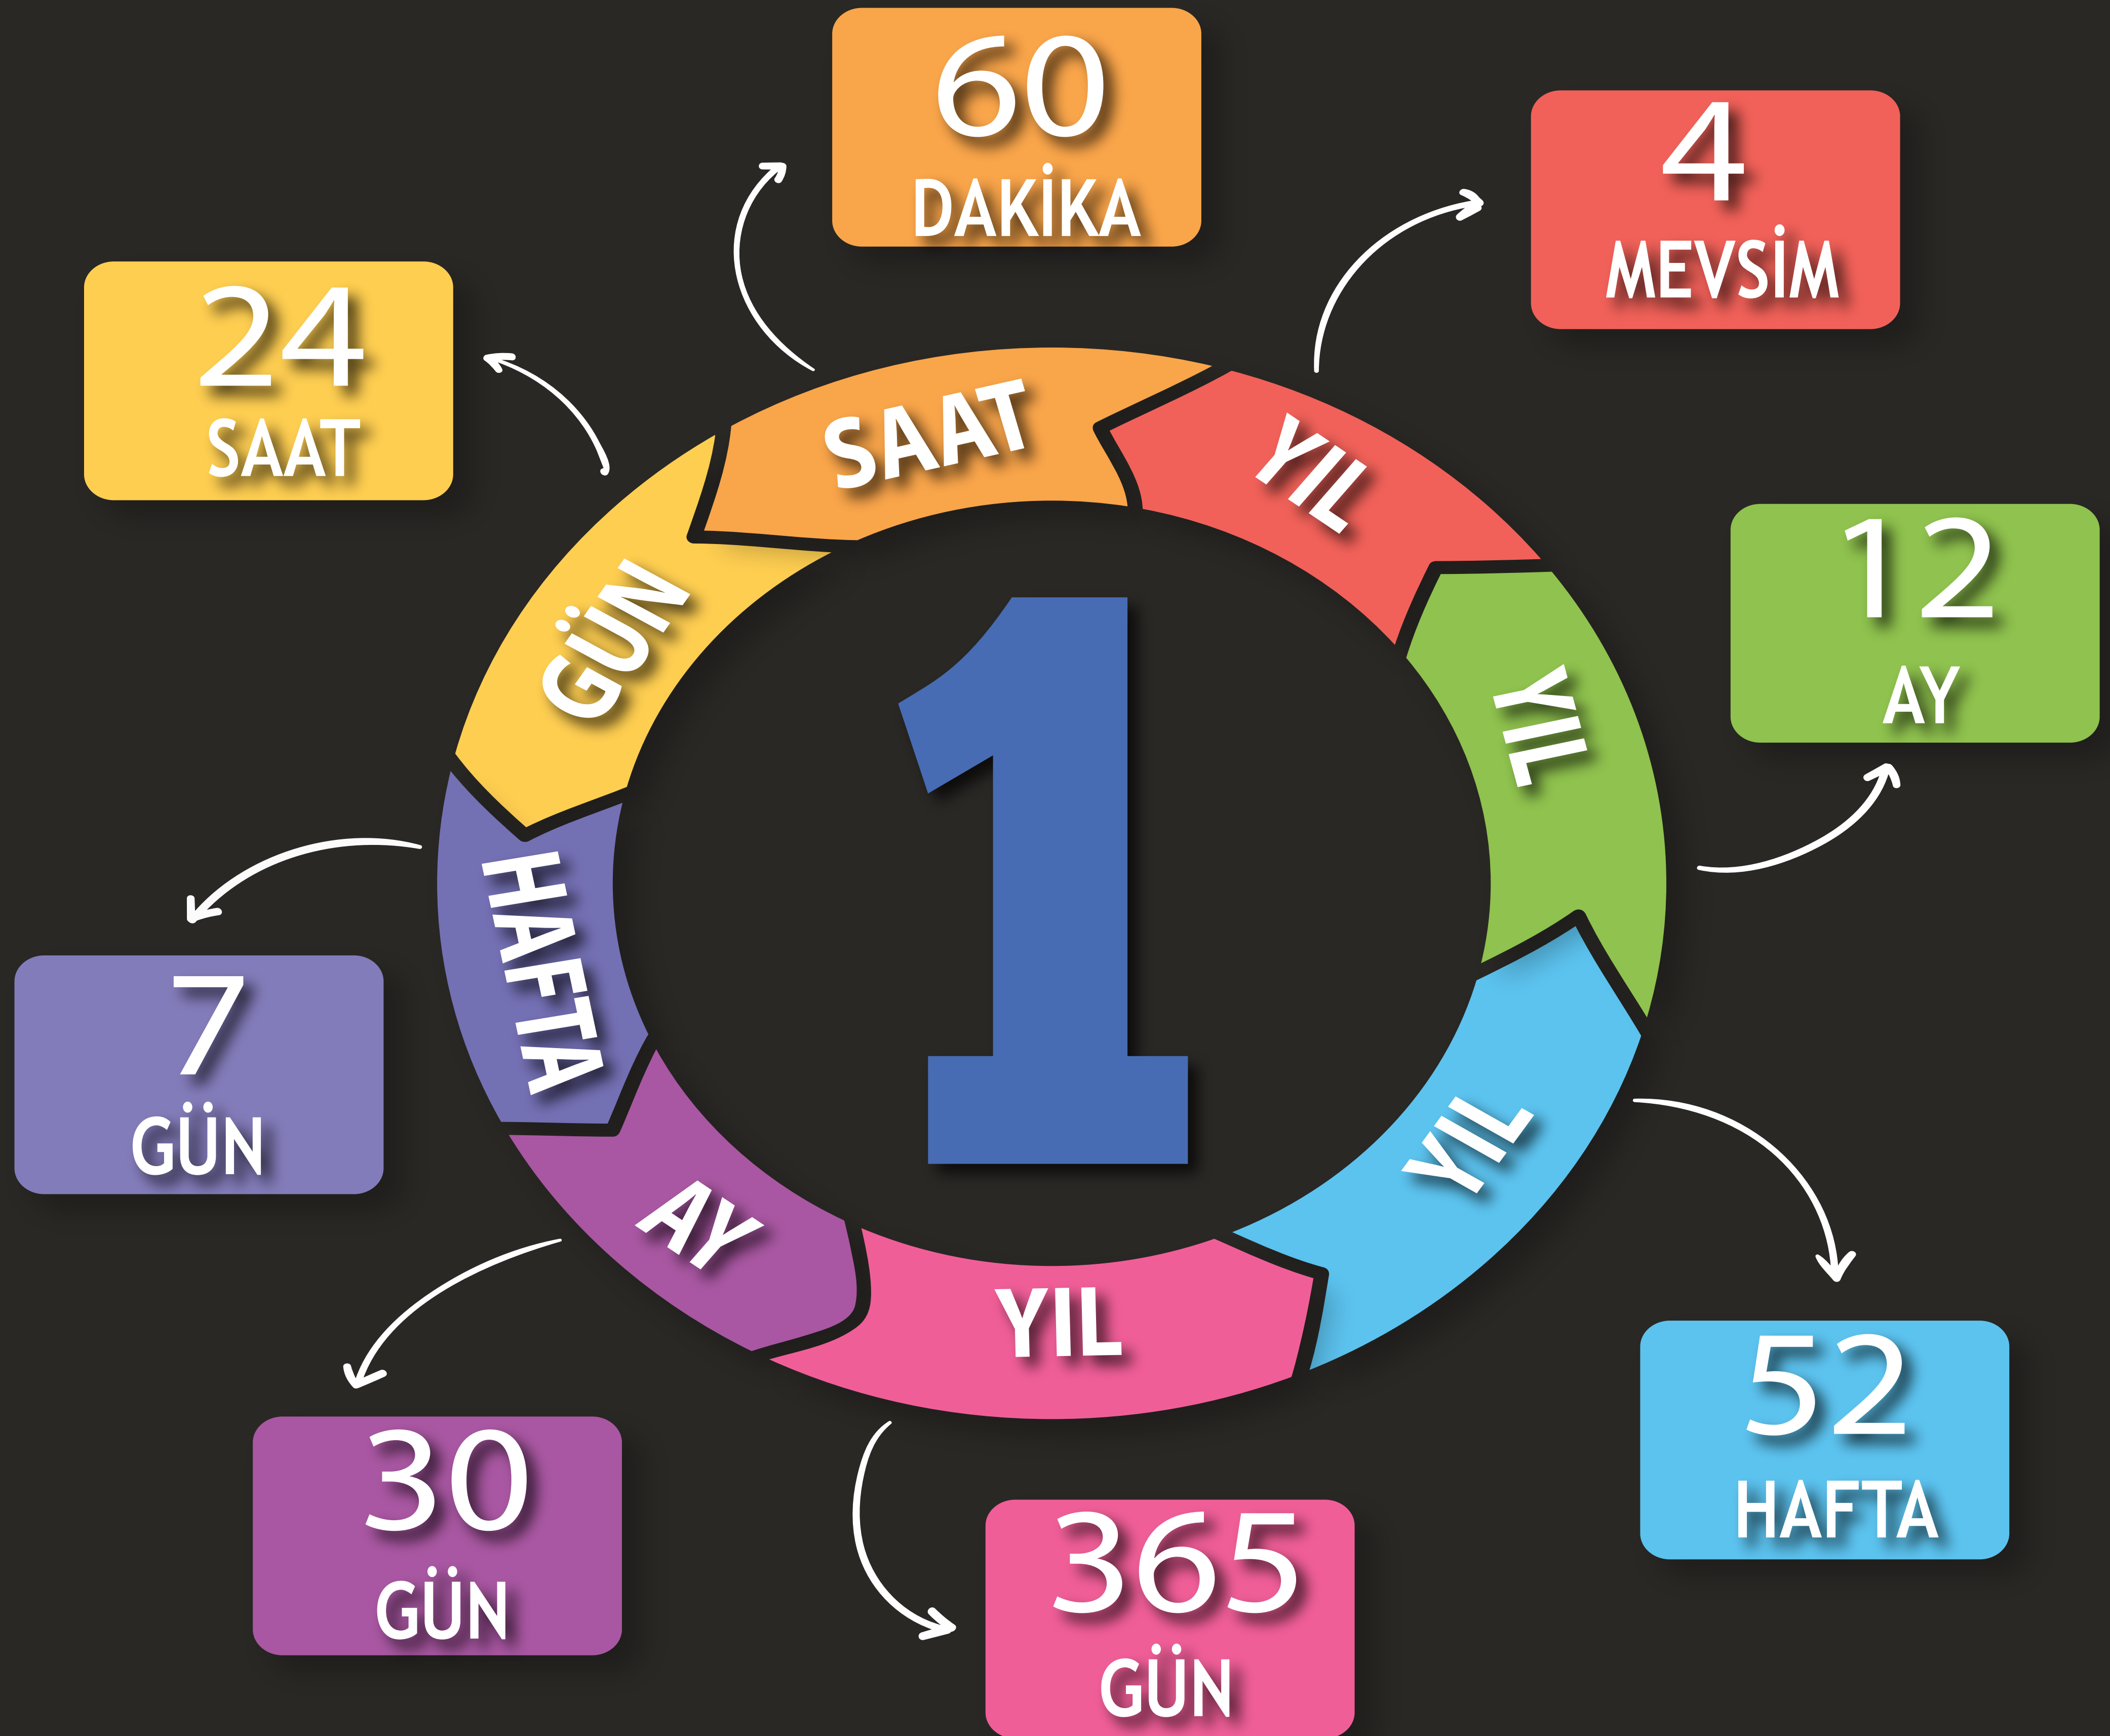 60
DAKİKA
4
MEVSİM
24
SAAT
SAAT
YIL
12
AY
GÜN
YIL
1
HAFTA
7
GÜN
YIL
AY
YIL
52
HAFTA
30
GÜN
365
GÜN